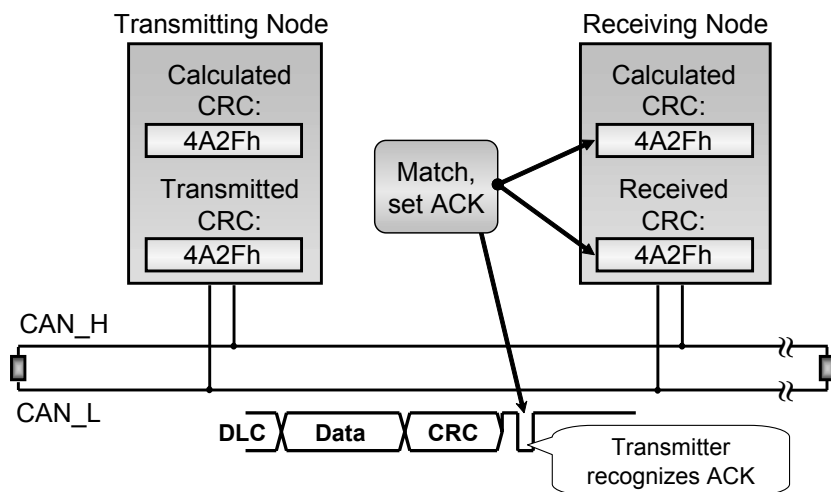 Transmitting Node
Calculated
CRC:
4A2Fh
Transmitted
CRC:
4A2Fh
Match,
set ACK
Receiving Node
Calculated
CRC:
4A2Fh
Received
CRC:
4A2Fh
CAN_H
CAN_L
DLC
Data
CRC
Transmitter
recognizes ACK